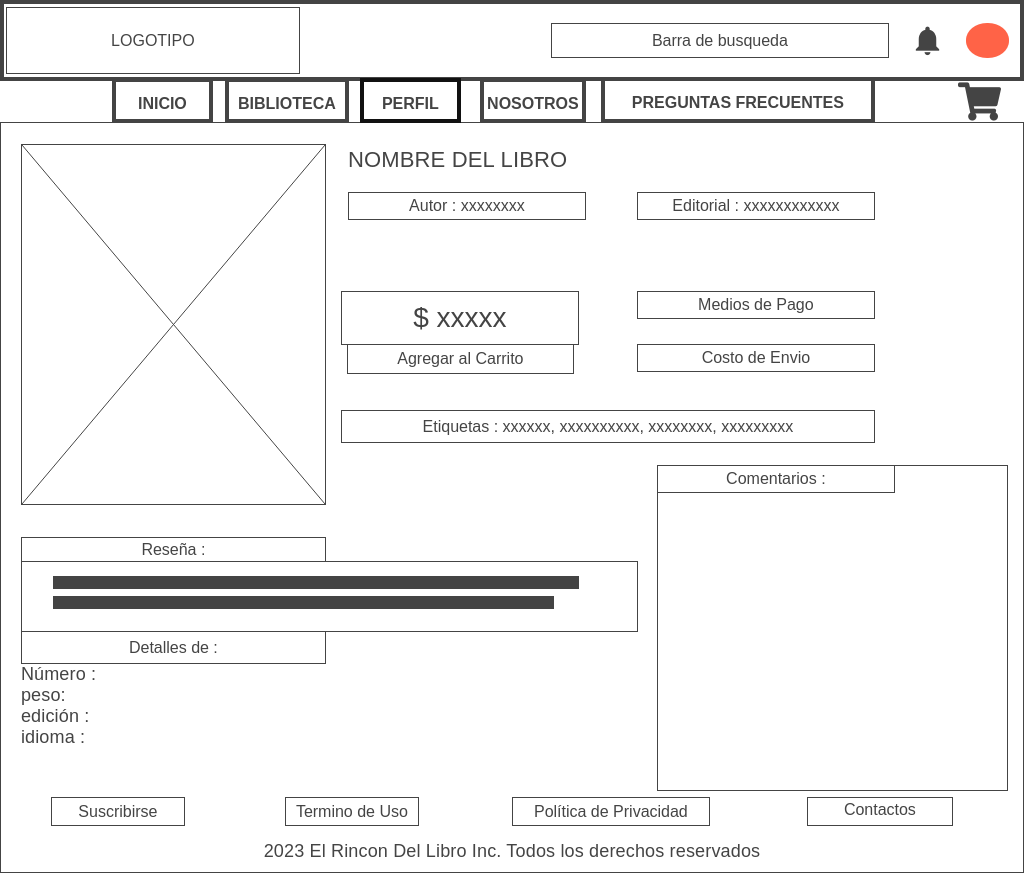 LOGOTIPO
Barra de busqueda
INICIO
BIBLIOTECA
PERFIL
NOSOTROS
PREGUNTAS FRECUENTES
NOMBRE DEL LIBRO
Autor : xxxxxxxx
Editorial : xxxxxxxxxxxx
$ xxxxx
Medios de Pago
Agregar al Carrito
Costo de Envio
Etiquetas : xxxxxx, xxxxxxxxxx, xxxxxxxx, xxxxxxxxx
Comentarios :
Reseña :
Detalles de :
Número :
peso:
edición :
idioma :
Suscribirse
Termino de Uso
Política de Privacidad
Contactos
2023 El Rincon Del Libro Inc. Todos los derechos reservados